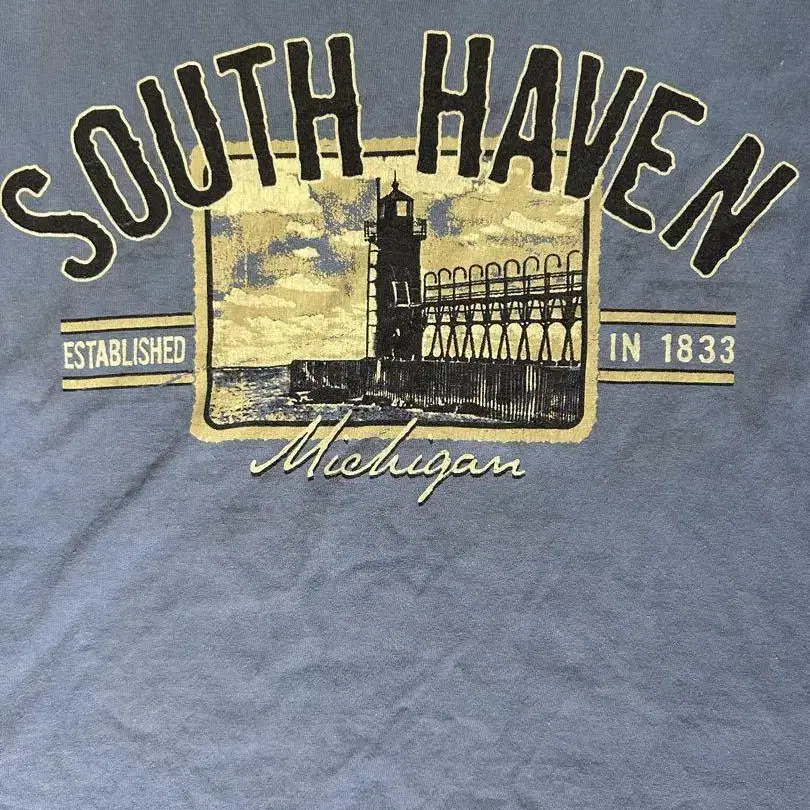 SOUTH HAVEN
ESTABLISHED IN 1833
Michigan